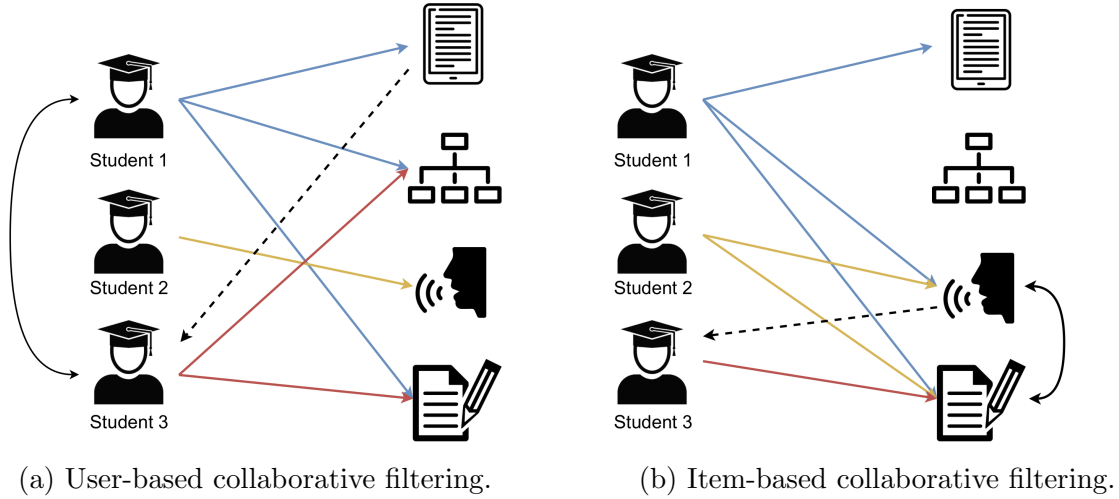 Student 1
Student 2
Student 3
(a) User-based collaborative filtering.
Student 1
Student 2
Student 3
(b) Item-based collaborative filtering.